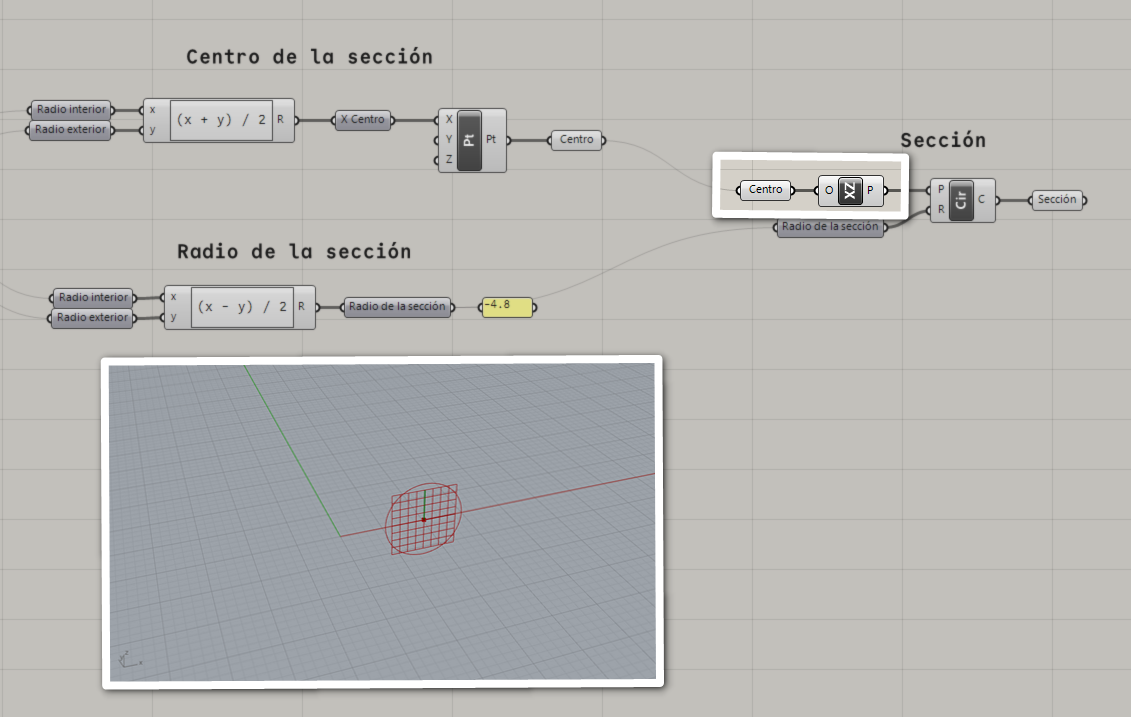 Centro de la sección
Radio interior
Radio exterior
x
y
(x + y) / 2
R
X Centro
X
Y
Z
Pt
Pt
Centro
Sección
Centro
O
XZ
P
P
R
Cir
C
Sección
Radio de la sección
Radio de la sección
Radio interior
Radio exterior
x
y
(x - y) / 2
R
Radio de la sección
-4.8